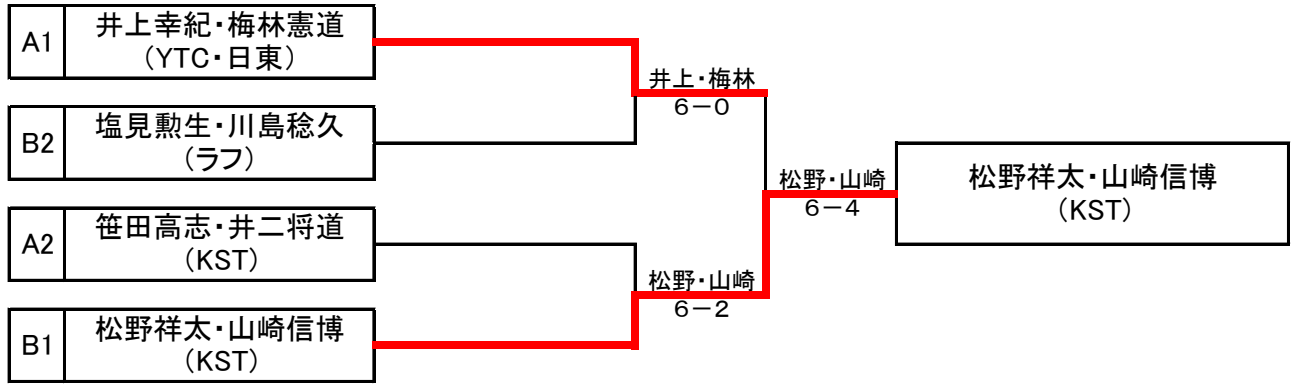 A1
井上幸紀・梅林憲道
(YTC・日東)
B2
塩見勲生・川島稔久
(ラフ)
A2
笹田高志・井二将道
(KST)
B1
松野祥太・山崎信博
(KST)
井上・梅林
6-0
松野・山崎
6-2
松野・山崎
6-4
松野祥太・山崎信博
(KST)